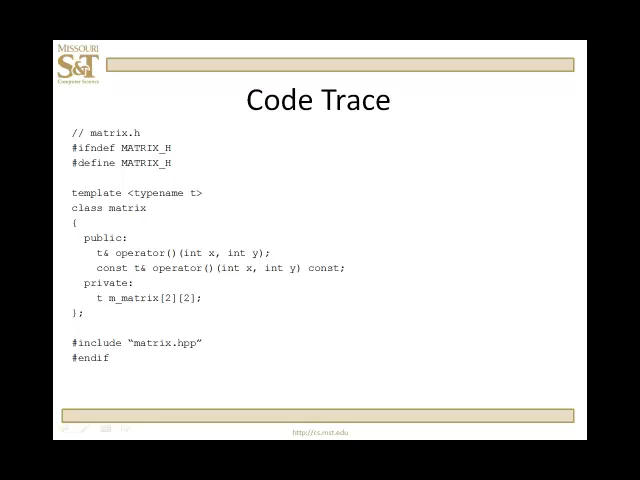 MISSOURI
S&T
Computer Science
Code Trace
// matrix.h
#ifndef MATRIX_H
#define MATRIX_H
template <typename t>
class matrix
{
public:
t& operator()(int x, int y);
const t& operator()(int x, int y) const;
private:
t m_matrix[2][2];
};
#include “matrix.hpp”
#endif
http://cs.mst.edu